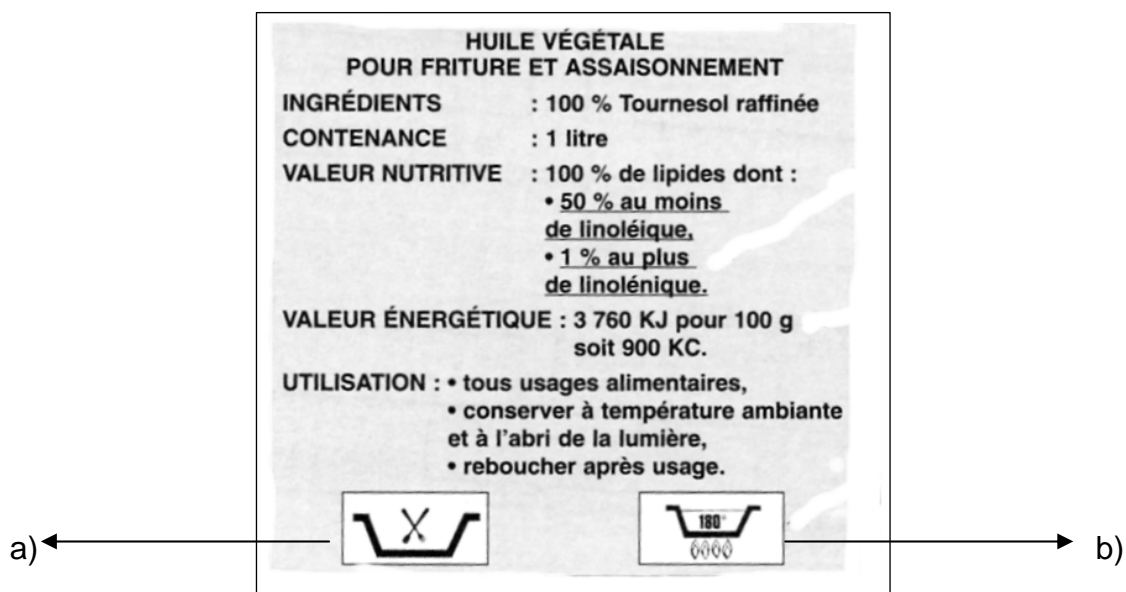 HUILE VÉGÉTALE
POUR FRITURE ET ASSAISONNEMENT
INGRÉDIENTS : 100 % Tournesol raffinée
CONTENANCE : 1 litre
VALEUR NUTRITIVE : 100 % de lipides dont :
• 50 % au moins
de linoléique,
• 1 % au plus
de linolénique.
VALEUR ÉNERGÉTIQUE : 3 760 KJ pour 100 g
soit 900 KC.
UTILISATION : • tous usages alimentaires,
• conserver à température ambiante
et à l'abri de la lumière,
• reboucher après usage.
180°
a)
b)